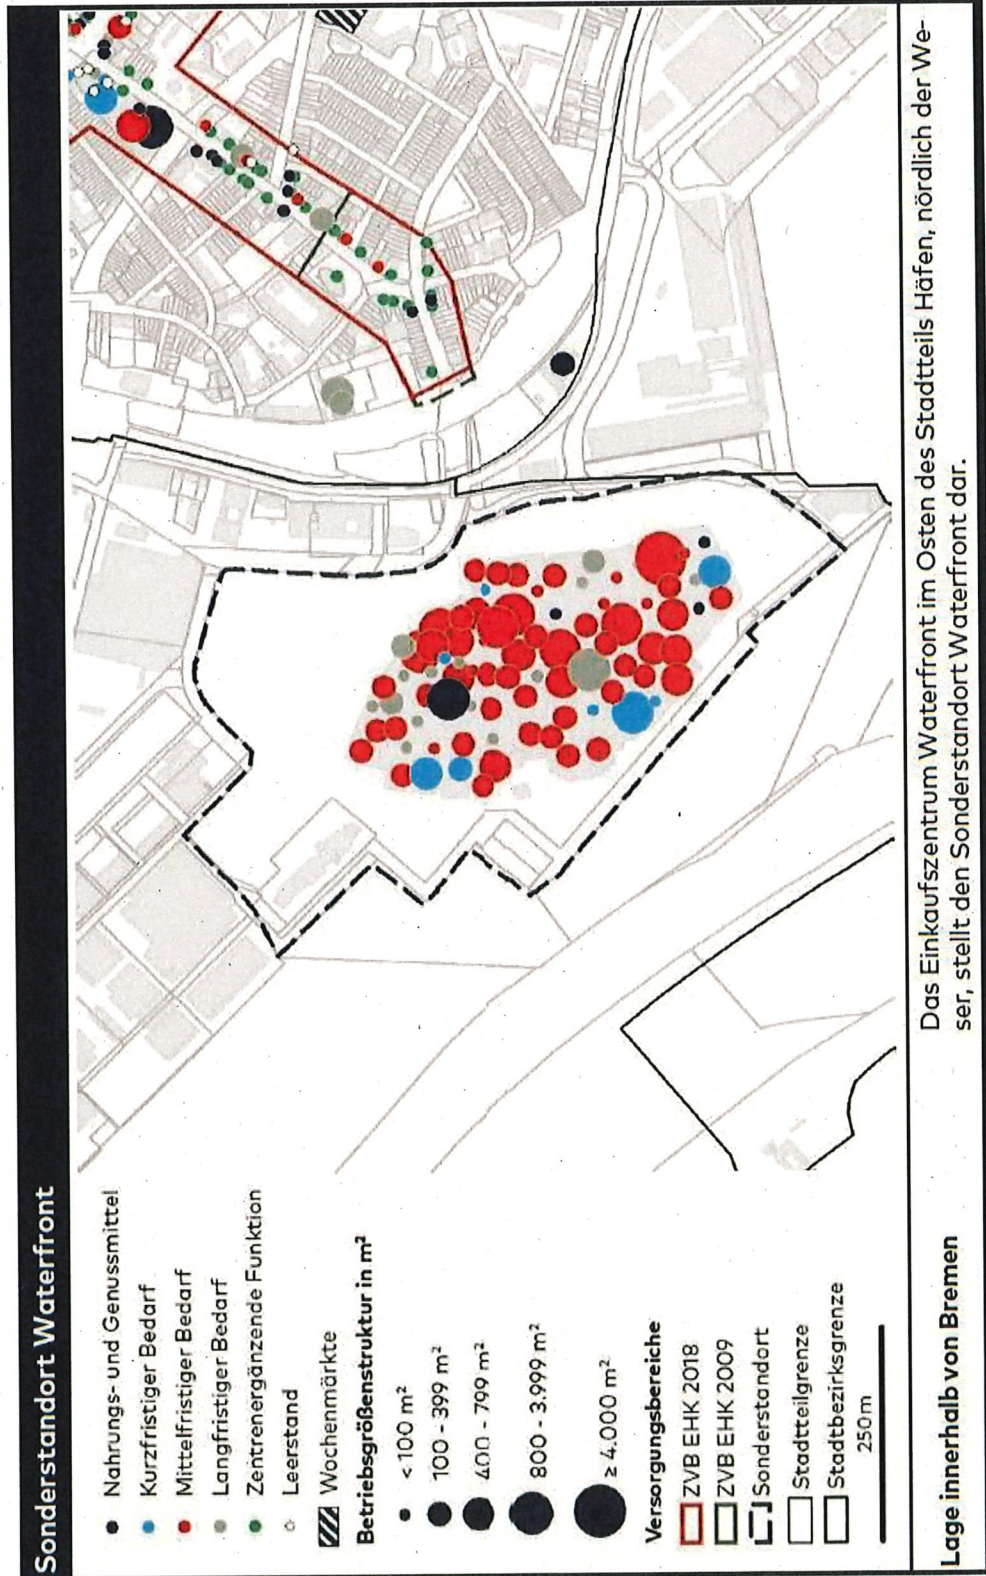 Sonderstandort Waterfront
Nahrungs- und Genussmittel
Kurzfristiger Bedarf
Mittelfristiger Bedarf
Langfristiger Bedarf
Zentrenergänzende Funktion
Leerstand
Wochenmärkte
Betriebsgrößenstruktur in m²
<100 m²
100 - 399 m²
400 - 799 m²
800 - 3.999 m²
≥ 4.000 m²
Versorgungsbereiche
ZVB EHK 2018
ZVB EHK 2009
Sonderstandort
Stadtteilgrenze
Stadtbezirksgrenze
250m
Lage innerhalb von Bremen
Das Einkaufszentrum Waterfront im Osten des Stadtteils Häfen, nördlich der We-
ser, stellt den Sonderstandort Waterfront dar.